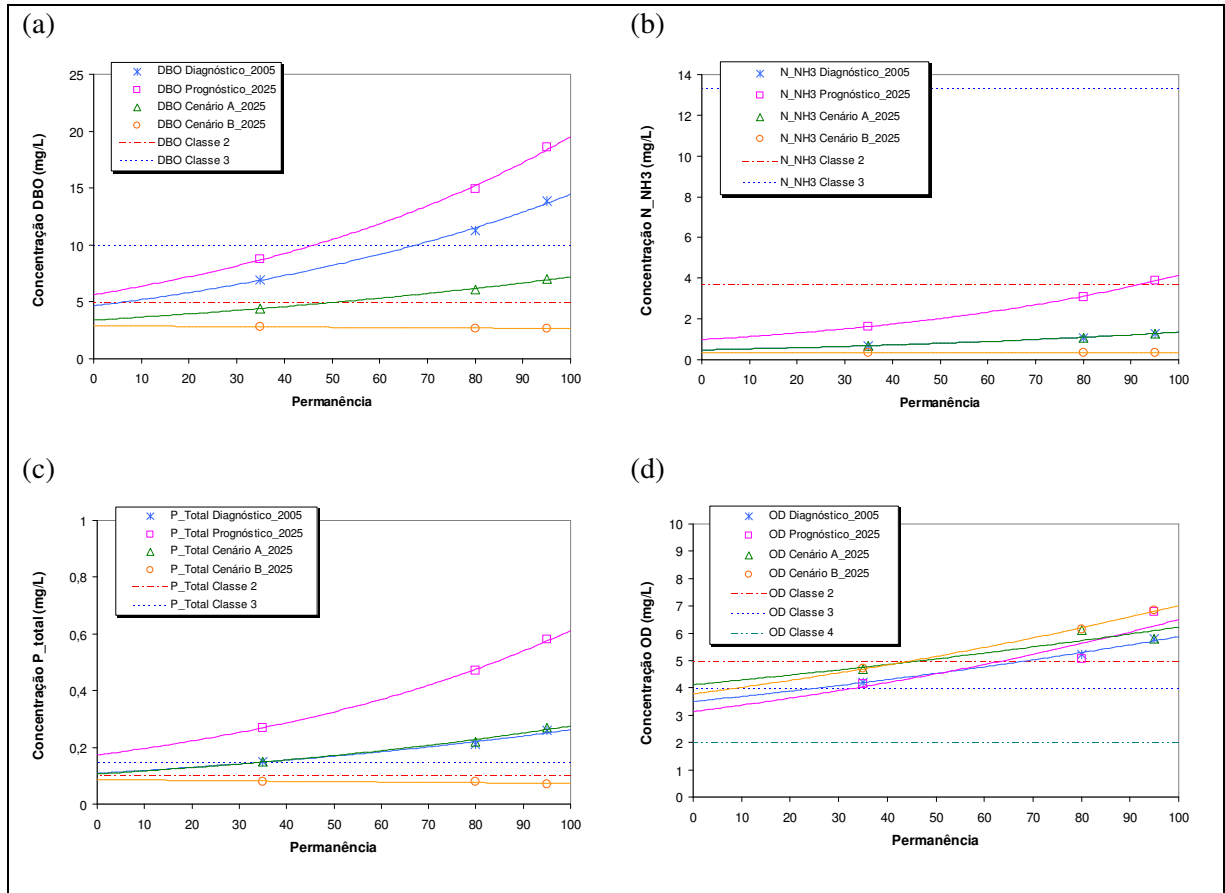 (a)
DBO Diagnóstico_2005
DBO Prognóstico_2025
DBO Cenário A_2025
DBO Cenário B_2025
DBO Classe 2
DBO Classe 3
Concentração DBO (mg/L)
25
20
15
10
5
0
0 10 20 30 40 50 60 70 80 90 100
Permanência
(b)
N_NH3 Diagnóstico_2005
N_NH3 Prognóstico_2025
N_NH3 Cenário A_2025
N_NH3 Cenário B_2025
N_NH3 Classe 2
N_NH3 Classe 3
Concentração N_NH3 (mg/L)
14
12
10
8
6
4
2
0
0 10 20 30 40 50 60 70 80 90 100
Permanência
(c)
P_Total Diagnóstico_2005
P_Total Prognóstico_2025
P_Total Cenário A_2025
P_Total Cenário B_2025
P_Total Classe 2
P_Total Classe 3
Concentração P_total (mg/L)
1
0,8
0,6
0,4
0,2
0
0 10 20 30 40 50 60 70 80 90 100
Permanência
(d)
OD Diagnóstico_2005
OD Prognóstico_2025
OD Cenário A_2025
OD Cenário B_2025
OD Classe 2
OD Classe 3
OD Classe 4
Concentração OD (mg/L)
10
9
8
7
6
5
4
3
2
1
0
0 10 20 30 40 50 60 70 80 90 100
Permanência